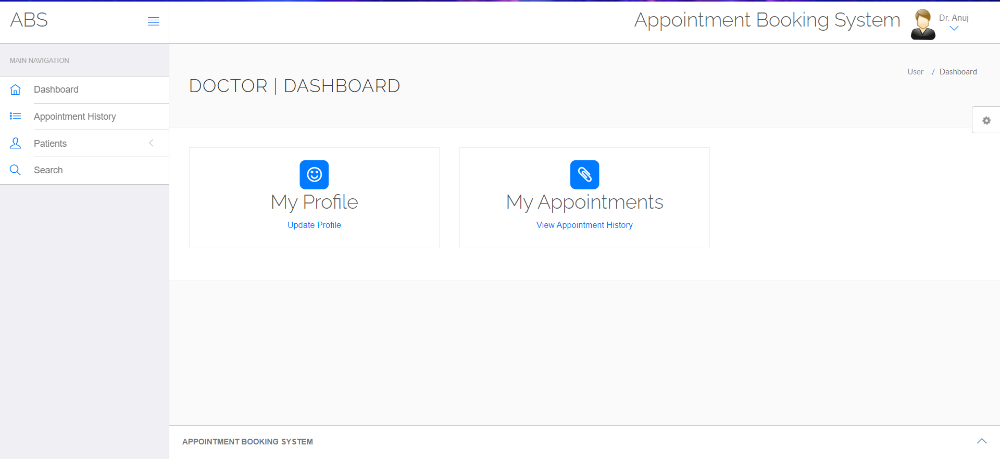 ABS
Appointment Booking System
Dr. Anuj
MAIN NAVIGATION
Dashboard
Appointment History
Patients
Search
User / Dashboard
DOCTOR | DASHBOARD
My Profile
Update Profile
My Appointments
View Appointment History
APPOINTMENT BOOKING SYSTEM